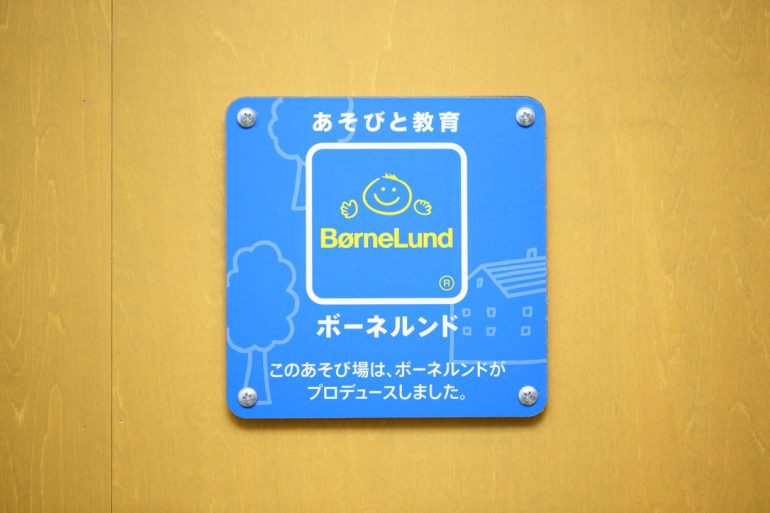 あそびと教育
BørneLund
®
ボーネルンド
このあそび場は、ボーネルンドが
プロデュースしました。